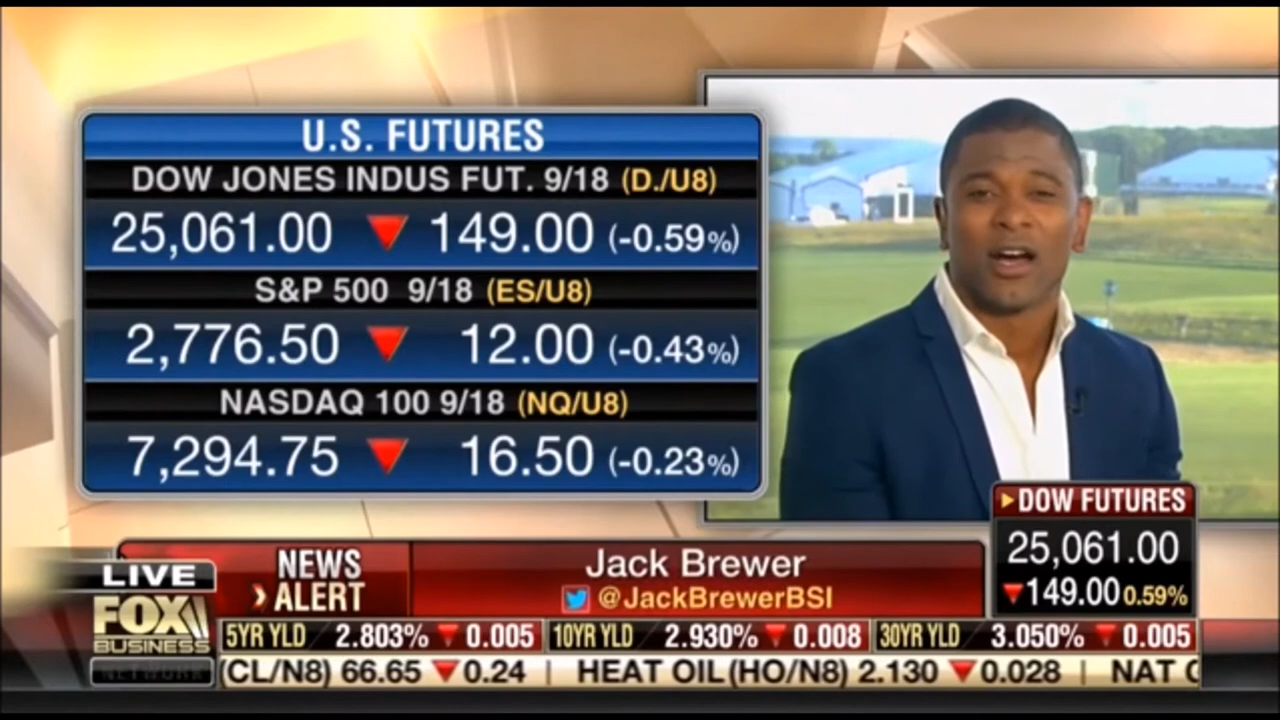 U.S. FUTURES
DOW JONES INDUS FUT. 9/18 (D./U8)
25,061.00 ▼ 149.00 (-0.59%)
S&P 500 9/18 (ES/U8)
2,776.50 ▼ 12.00 (-0.43%)
NASDAQ 100 9/18 (NQ/U8)
7,294.75 ▼ 16.50 (-0.23%)
DOW FUTURES
25,061.00
▼149.00 0.59%
NEWS
ALERT
Jack Brewer
@JackBrewerBSI
LIVE
FOX
BUSINESS
NETWORK
5YR YLD 2.803% ▼ 0.005 10YR YLD 2.930% ▼ 0.008 30YR YLD 3.050% ▼ 0.005
(CL/N8) 66.65 ▼0.24 | HEAT OIL(HO/N8) 2.130 ▼0.028 | NAT